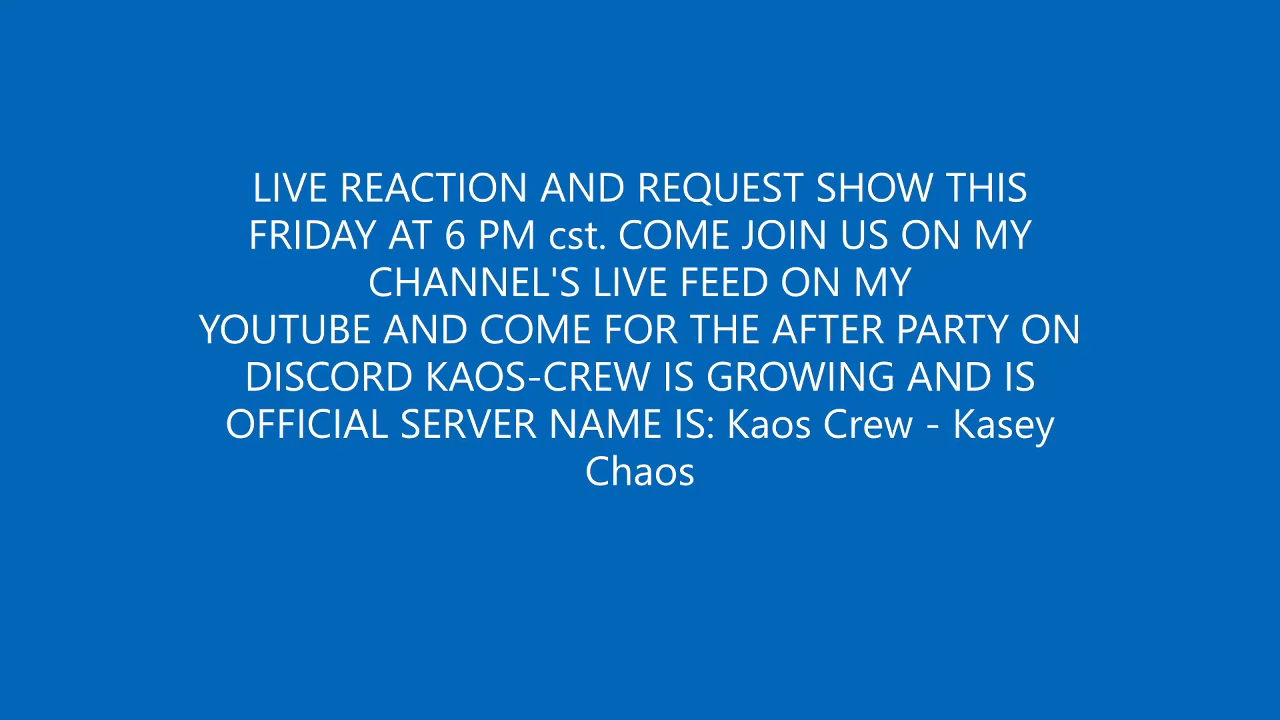 LIVE REACTION AND REQUEST SHOW THIS
FRIDAY AT 6 PM cst. COME JOIN US ON MY
CHANNEL'S LIVE FEED ON MY
YOUTUBE AND COME FOR THE AFTER PARTY ON
DISCORD KAOS-CREW IS GROWING AND IS
OFFICIAL SERVER NAME IS: Kaos Crew - Kasey
Chaos